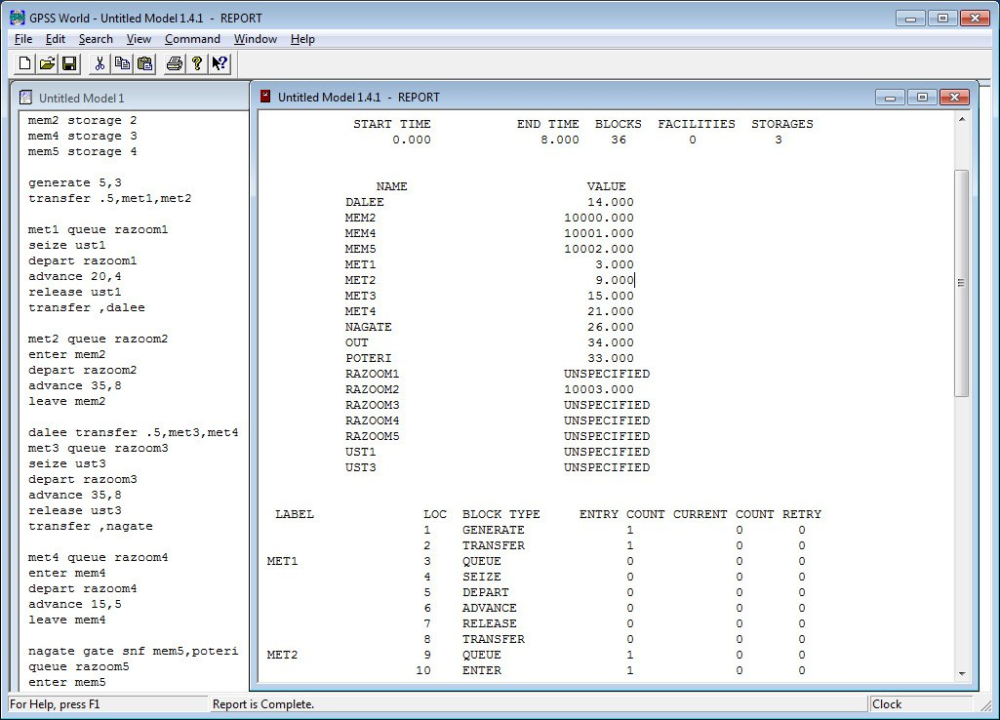 GPSS World - Untitled Model 1.4.1 - REPORT
File Edit Search View Command Window Help
Untitled Model 1
mem2 storage 2
mem4 storage 3
mem5 storage 4
generate 5,3
transfer .5,met1,met2
met1 queue razoom1
seize ust1
depart razoom1
advance 20,4
release ust1
transfer ,dalee
met2 queue razoom2
enter mem2
depart razoom2
advance 35,8
leave mem2
dalee transfer .5,met3,met4
met3 queue razoom3
seize ust3
depart razoom3
advance 35,8
release ust3
transfer ,nagate
met4 queue razoom4
enter mem4
depart razoom4
advance 15,5
leave mem4
nagate gate snf mem5,poteri
queue razoom5
enter mem5
Untitled Model 1.4.1 - REPORT
START TIME END TIME BLOCKS FACILITIES STORAGES
0.000 8.000 36 0 3
NAME VALUE
DALEE 14.000
MEM2 10000.000
MEM4 10001.000
MEM5 10002.000
MET1 3.000
MET2 9.000
MET3 15.000
MET4 21.000
NAGATE 26.000
OUT 34.000
POTERI 33.000
RAZOOM1 UNSPECIFIED
RAZOOM2 10003.000
RAZOOM3 UNSPECIFIED
RAZOOM4 UNSPECIFIED
RAZOOM5 UNSPECIFIED
UST1 UNSPECIFIED
UST3 UNSPECIFIED
LABEL LOC BLOCK TYPE ENTRY COUNT CURRENT COUNT RETRY
1 GENERATE 1 0 0
2 TRANSFER 1 0 0
MET1 3 QUEUE 0 0 0
4 SEIZE 0 0 0
5 DEPART 0 0 0
6 ADVANCE 0 0 0
7 RELEASE 0 0 0
8 TRANSFER 0 0 0
MET2 9 QUEUE 1 0 0
10 ENTER 1 0 0
For Help, press F1 Report is Complete. Clock